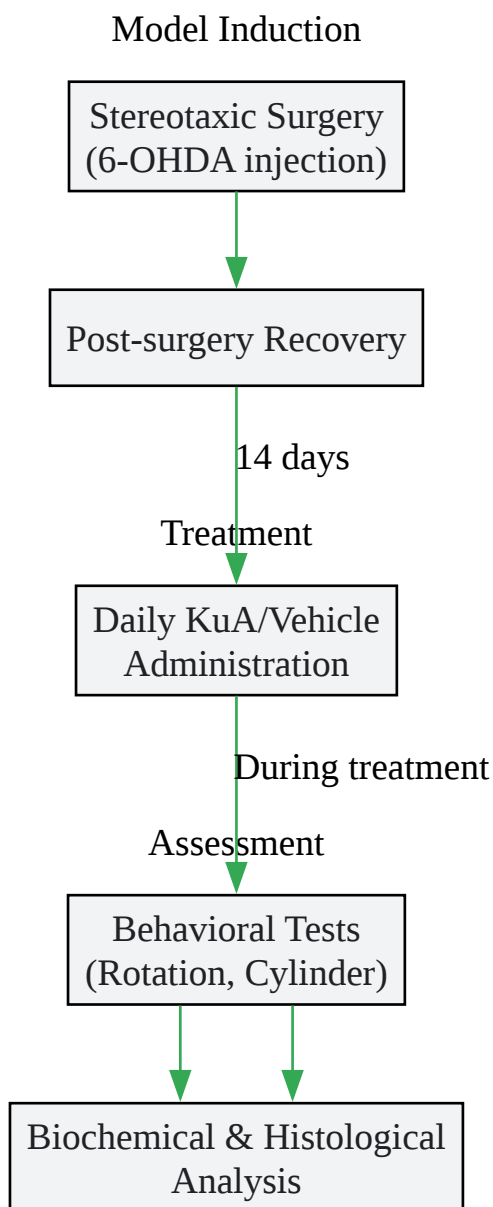 Model Induction
Stereotaxic Surgery
(6-OHDA injection)
Post-surgery Recovery
14 days
Treatment
Daily KuA/Vehicle
Administration
During treatment
Assessment
Behavioral Tests
(Rotation, Cylinder)
Biochemical & Histological
Analysis